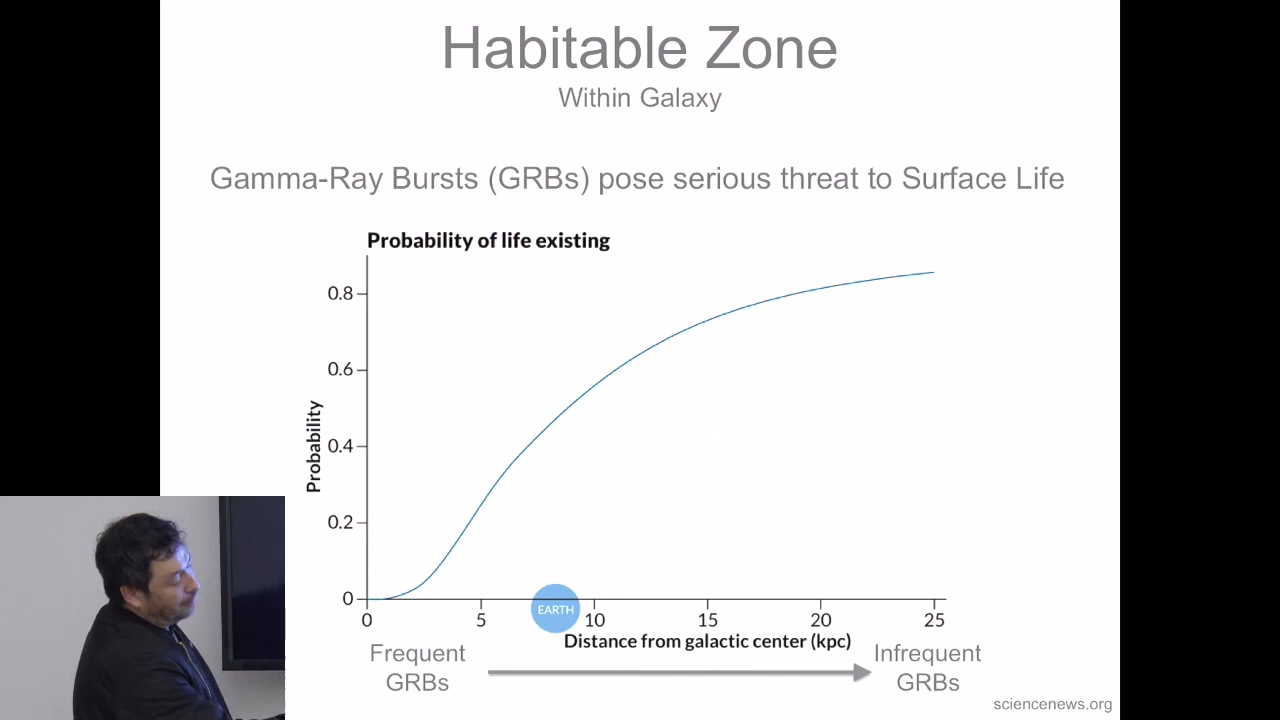 Habitable Zone
Within Galaxy
Gamma-Ray Bursts (GRBs) pose serious threat to Surface Life
Probability of life existing
Probability
0.8
0.6
0.4
0.2
0
0
5
EARTH
10
15
20
25
Distance from galactic center (kpc)
Frequent
GRBs
Infrequent
GRBs
sciencenews.org